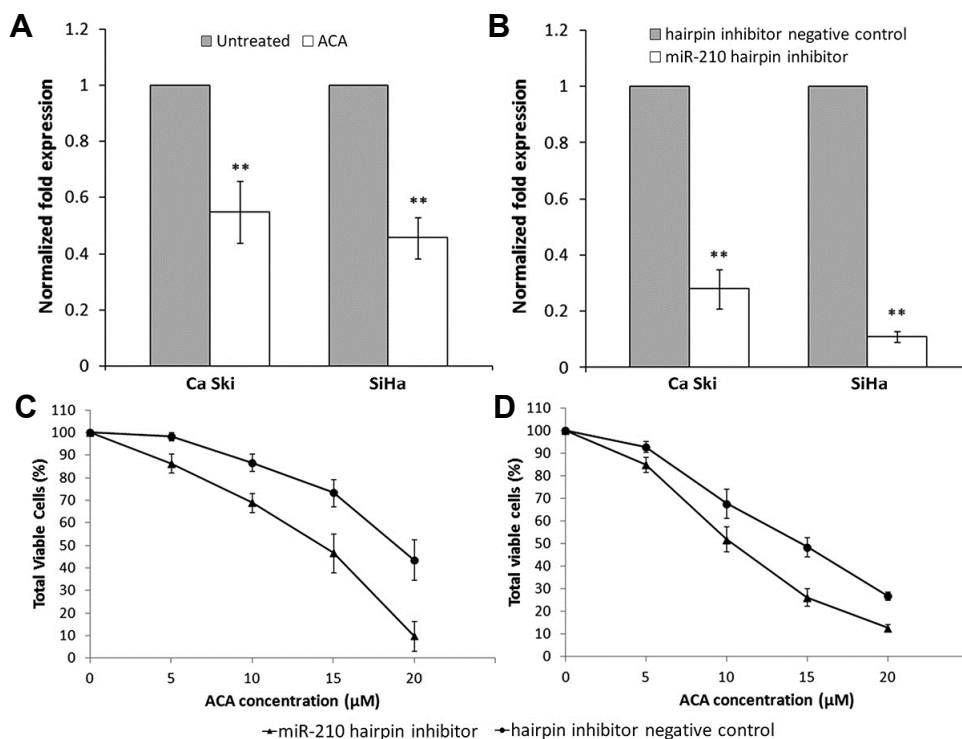 A
Untreated ACA
Normalized fold expression
1.2
1
0.8
0.6
0.4
0.2
0
**
**
Ca Ski SiHa
B
hairpin inhibitor negative control
miR-210 hairpin inhibitor
Normalized fold expression
1.2
1
0.8
0.6
0.4
0.2
0
**
**
Ca Ski SiHa
C
Total Viable Cells (%)
110
100
90
80
70
60
50
40
30
20
10
0
0 5 10 15 20
ACA concentration (µM)
D
Total viable Cells (%)
110
100
90
80
70
60
50
40
30
20
10
0
0 5 10 15 20
ACA concentration (µM)
miR-210 hairpin inhibitor hairpin inhibitor negative control